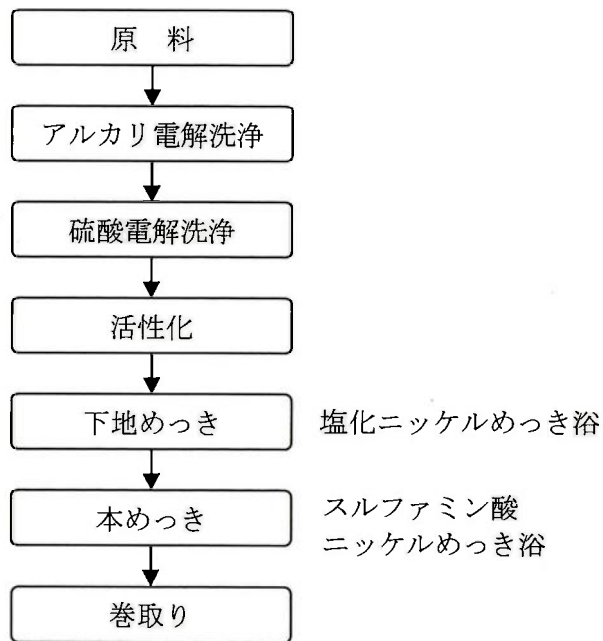 原　料
アルカリ電解洗浄
硫酸電解洗浄
活性化
下地めっき
塩化ニッケルめっき浴
本めっき
スルファミン酸
ニッケルめっき浴
巻取り